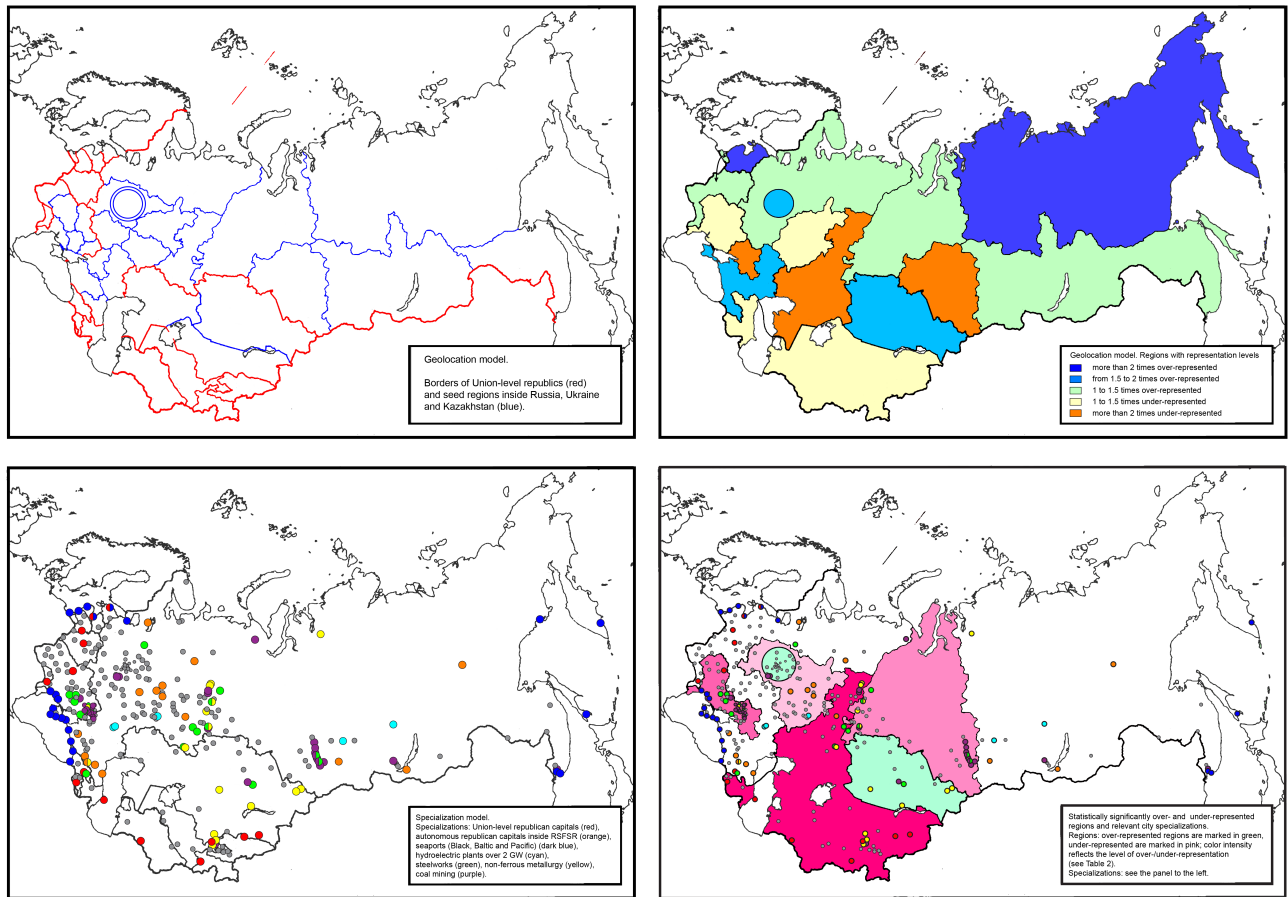 Geolocation model.
Borders of Union-level republics (red)
and seed regions inside Russia, Ukraine
and Kazakhstan (blue).
Geolocation model. Regions with representation levels
more than 2 times over-represented
from 1.5 to 2 times over-represented
1 to 1.5 times over-represented
1 to 1.5 times under-represented
more than 2 times under-represented
Specialization model.
Specializations: Union-level republican capitals (red),
autonomous republican capitals inside RSFSR (orange),
seaports (Black, Baltic and Pacific) (dark blue),
hydroelectric plants over 2 GW (cyan),
steelworks (green), non-ferrous metallurgy (yellow),
coal mining (purple).
Statistically significantly over- and under-represented
regions and relevant city specializations.
Regions: over-represented regions are marked in green,
under-represented are marked in pink; color intensity
reflects the level of over-/under-representation
(see Table 2).
Specializations: see the panel to the left.